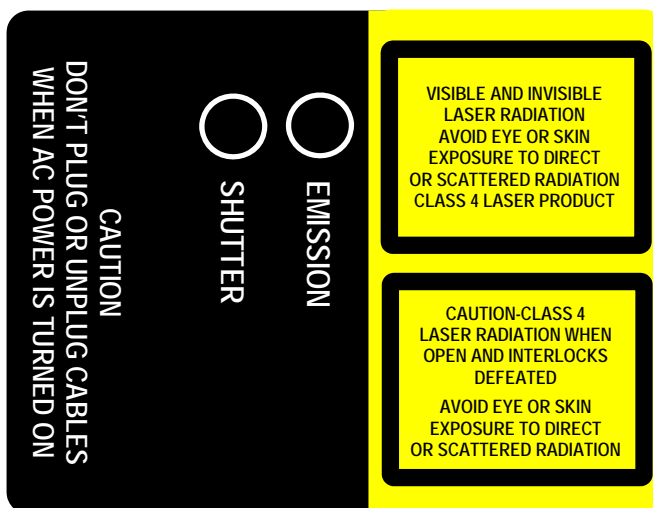 CAUTION
DON'T PLUG OR UNPLUG CABLES
WHEN AC POWER IS TURNED ON
EMISSION
SHUTTER
VISIBLE AND INVISIBLE
LASER RADIATION
AVOID EYE OR SKIN
EXPOSURE TO DIRECT
OR SCATTERED RADIATION
CLASS 4 LASER PRODUCT
CAUTION-CLASS 4
LASER RADIATION WHEN
OPEN AND INTERLOCKS
DEFEATED
AVOID EYE OR SKIN
EXPOSURE TO DIRECT
OR SCATTERED RADIATION